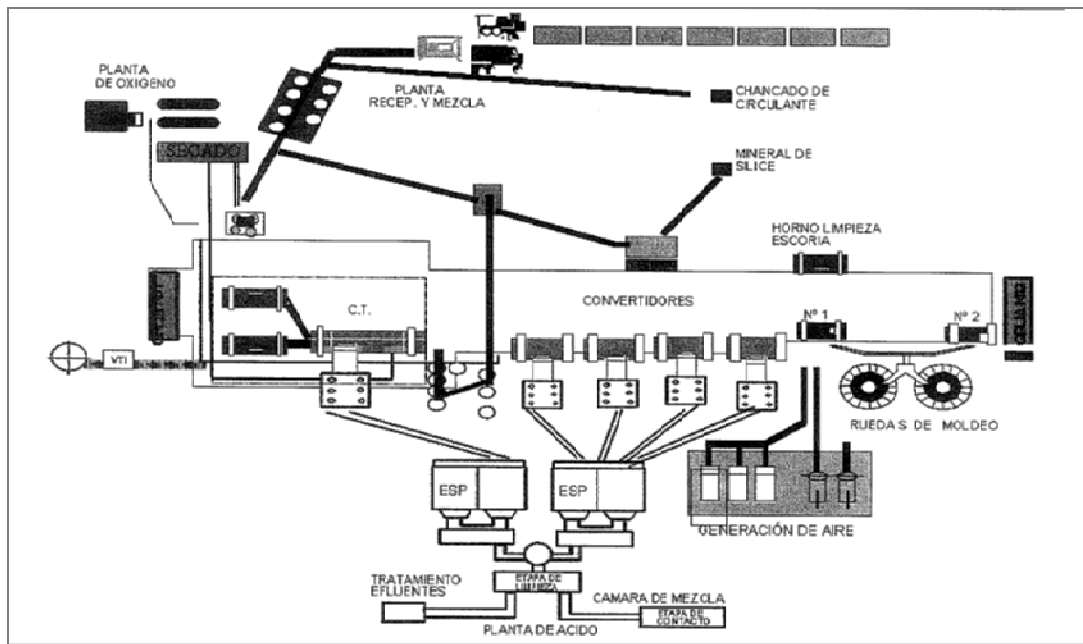 PLANTA
DE OXIGENO
SECADO
PLANTA
RECEP. Y MEZCLA
CHANCADO DE
CIRCULANTE
MINERAL DE
SILICE
HORNO LIMPIEZA
ESCORIA
C.T.
CONVERTIDORES
Nº 1
Nº 2
RUEDAS DE MOLDEO
ESP
ESP
GENERACIÓN DE AIRE
ETAPA DE
LIMPIEZA
TRATAMIENTO
EFLUENTES
CAMARA DE MEZCLA
ETAPA DE
CONTACTO
PLANTA DE ACIDO